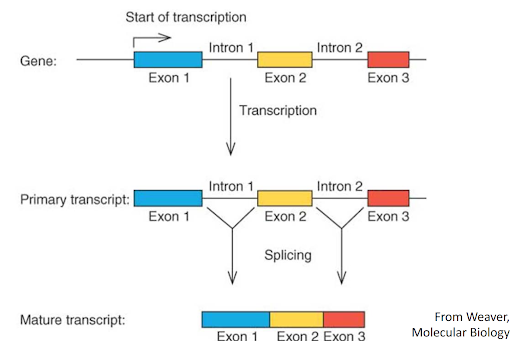 Start of transcription
Gene:
Intron 1
Intron 2
Exon 1
Exon 2
Exon 3
Transcription
Primary transcript:
Intron 1
Intron 2
Exon 1
Exon 2
Exon 3
Splicing
Mature transcript:
Exon 1
Exon 2
Exon 3
From Weaver,
Molecular Biology